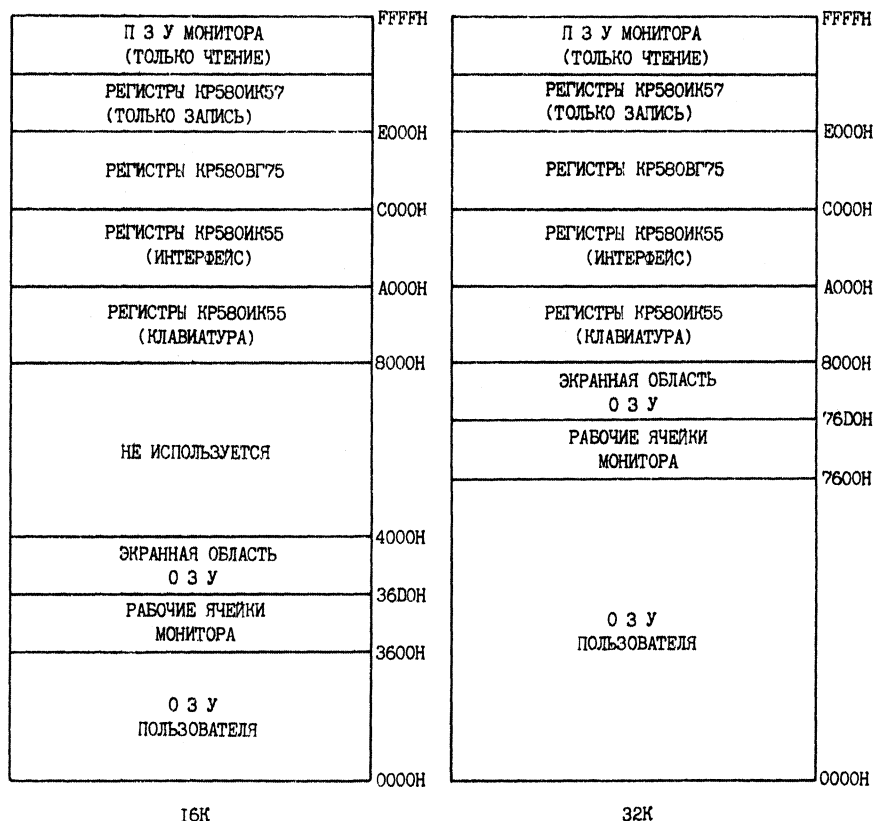 FFFFH
П З У МОНИТОРА
(ТОЛЬКО ЧТЕНИЕ)
РЕГИСТРЫ КР580ИК57
(ТОЛЬКО ЗАПИСЬ)
E000H
РЕГИСТРЫ КР580ВГ75
C000H
РЕГИСТРЫ КР580ИК55
(ИНТЕРФЕЙС)
A000H
РЕГИСТРЫ КР580ИК55
(КЛАВИАТУРА)
8000H
НЕ ИСПОЛЬЗУЕТСЯ
4000H
ЭКРАННАЯ ОБЛАСТЬ
О З У
36D0H
РАБОЧИЕ ЯЧЕЙКИ
МОНИТОРА
3600H
О З У
ПОЛЬЗОВАТЕЛЯ
0000H
I6К
FFFFH
П З У МОНИТОРА
(ТОЛЬКО ЧТЕНИЕ)
РЕГИСТРЫ КР580ИК57
(ТОЛЬКО ЗАПИСЬ)
E000H
РЕГИСТРЫ КР580ВГ75
C000H
РЕГИСТРЫ КР580ИК55
(ИНТЕРФЕЙС)
A000H
РЕГИСТРЫ КР580ИК55
(КЛАВИАТУРА)
8000H
ЭКРАННАЯ ОБЛАСТЬ
О З У
76D0H
РАБОЧИЕ ЯЧЕЙКИ
МОНИТОРА
7600H
О З У
ПОЛЬЗОВАТЕЛЯ
0000H
32К